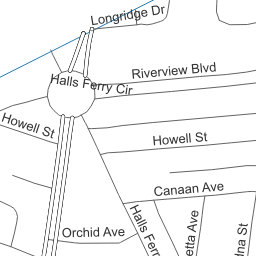 Longridge Dr
Riverview Blvd
Halls Ferry Cir
Howell St
Howell St
Canaan Ave
Orchid Ave
Halls Ferr
etta Ave
dna St